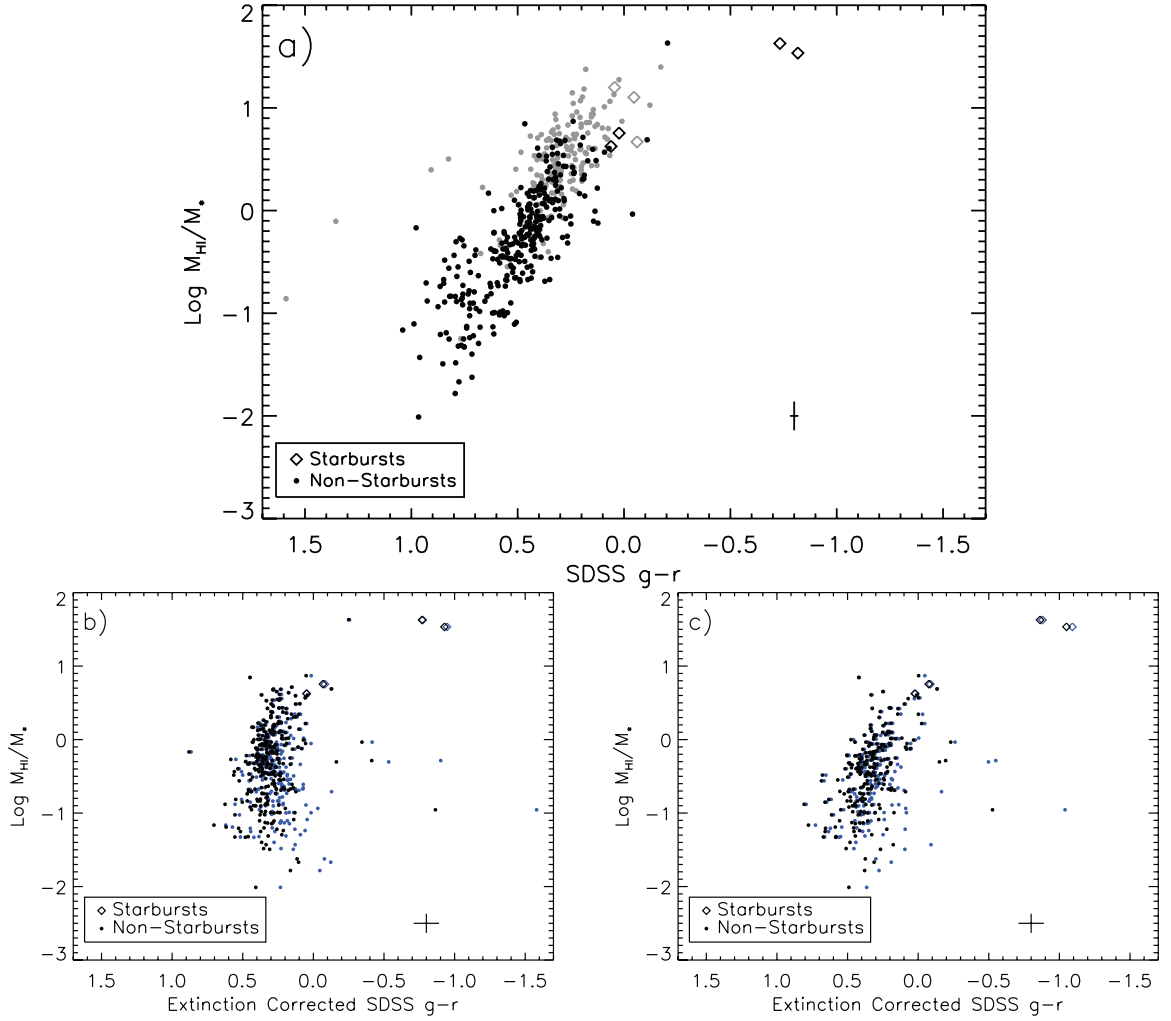 a)
2
1
0
−1
−2
−3
Log M_HI/M_*
◇ Starbursts
• Non−Starbursts
1.5 1.0 0.5 0.0 −0.5 −1.0 −1.5
SDSS g−r
b)
2
1
0
−1
−2
−3
Log M_HI/M_*
◇ Starbursts
• Non−Starbursts
1.5 1.0 0.5 0.0 −0.5 −1.0 −1.5
Extinction Corrected SDSS g−r
c)
2
1
0
−1
−2
−3
Log M_HI/M_*
◇ Starbursts
• Non−Starbursts
1.5 1.0 0.5 0.0 −0.5 −1.0 −1.5
Extinction Corrected SDSS g−r